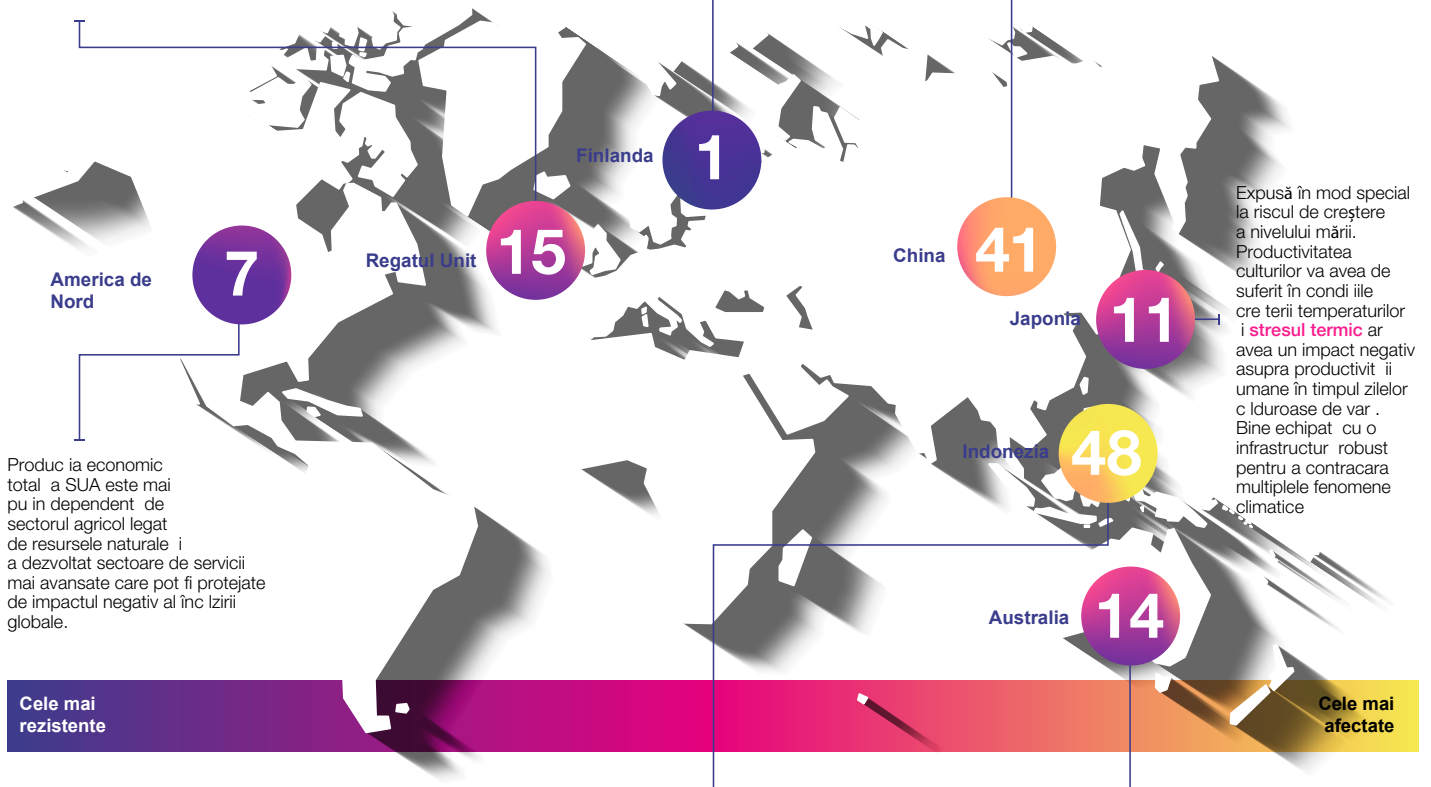 Finlanda
1
Regatul Unit
15
America de
Nord
7
China
41
Japonia
11
Expusă în mod special
la riscul de creștere
a nivelului mării.
Productivitatea
culturilor va avea de
suferit în condi iile
cre terii temperaturilor
i stresul termic ar
avea un impact negativ
asupra productivit ii
umane în timpul zilelor
c lduroase de var .
Bine echipat cu o
infrastructur robust
pentru a contracara
multiplele fenomene
climatice
Indonezia
48
Produc ia economic
total a SUA este mai
pu in dependent de
sectorul agricol legat
de resursele naturale i
a dezvoltat sectoare de servicii
mai avansate care pot fi protejate
de impactul negativ al înc lzirii
globale.
Australia
14
Cele mai
rezistente
Cele mai
afectate